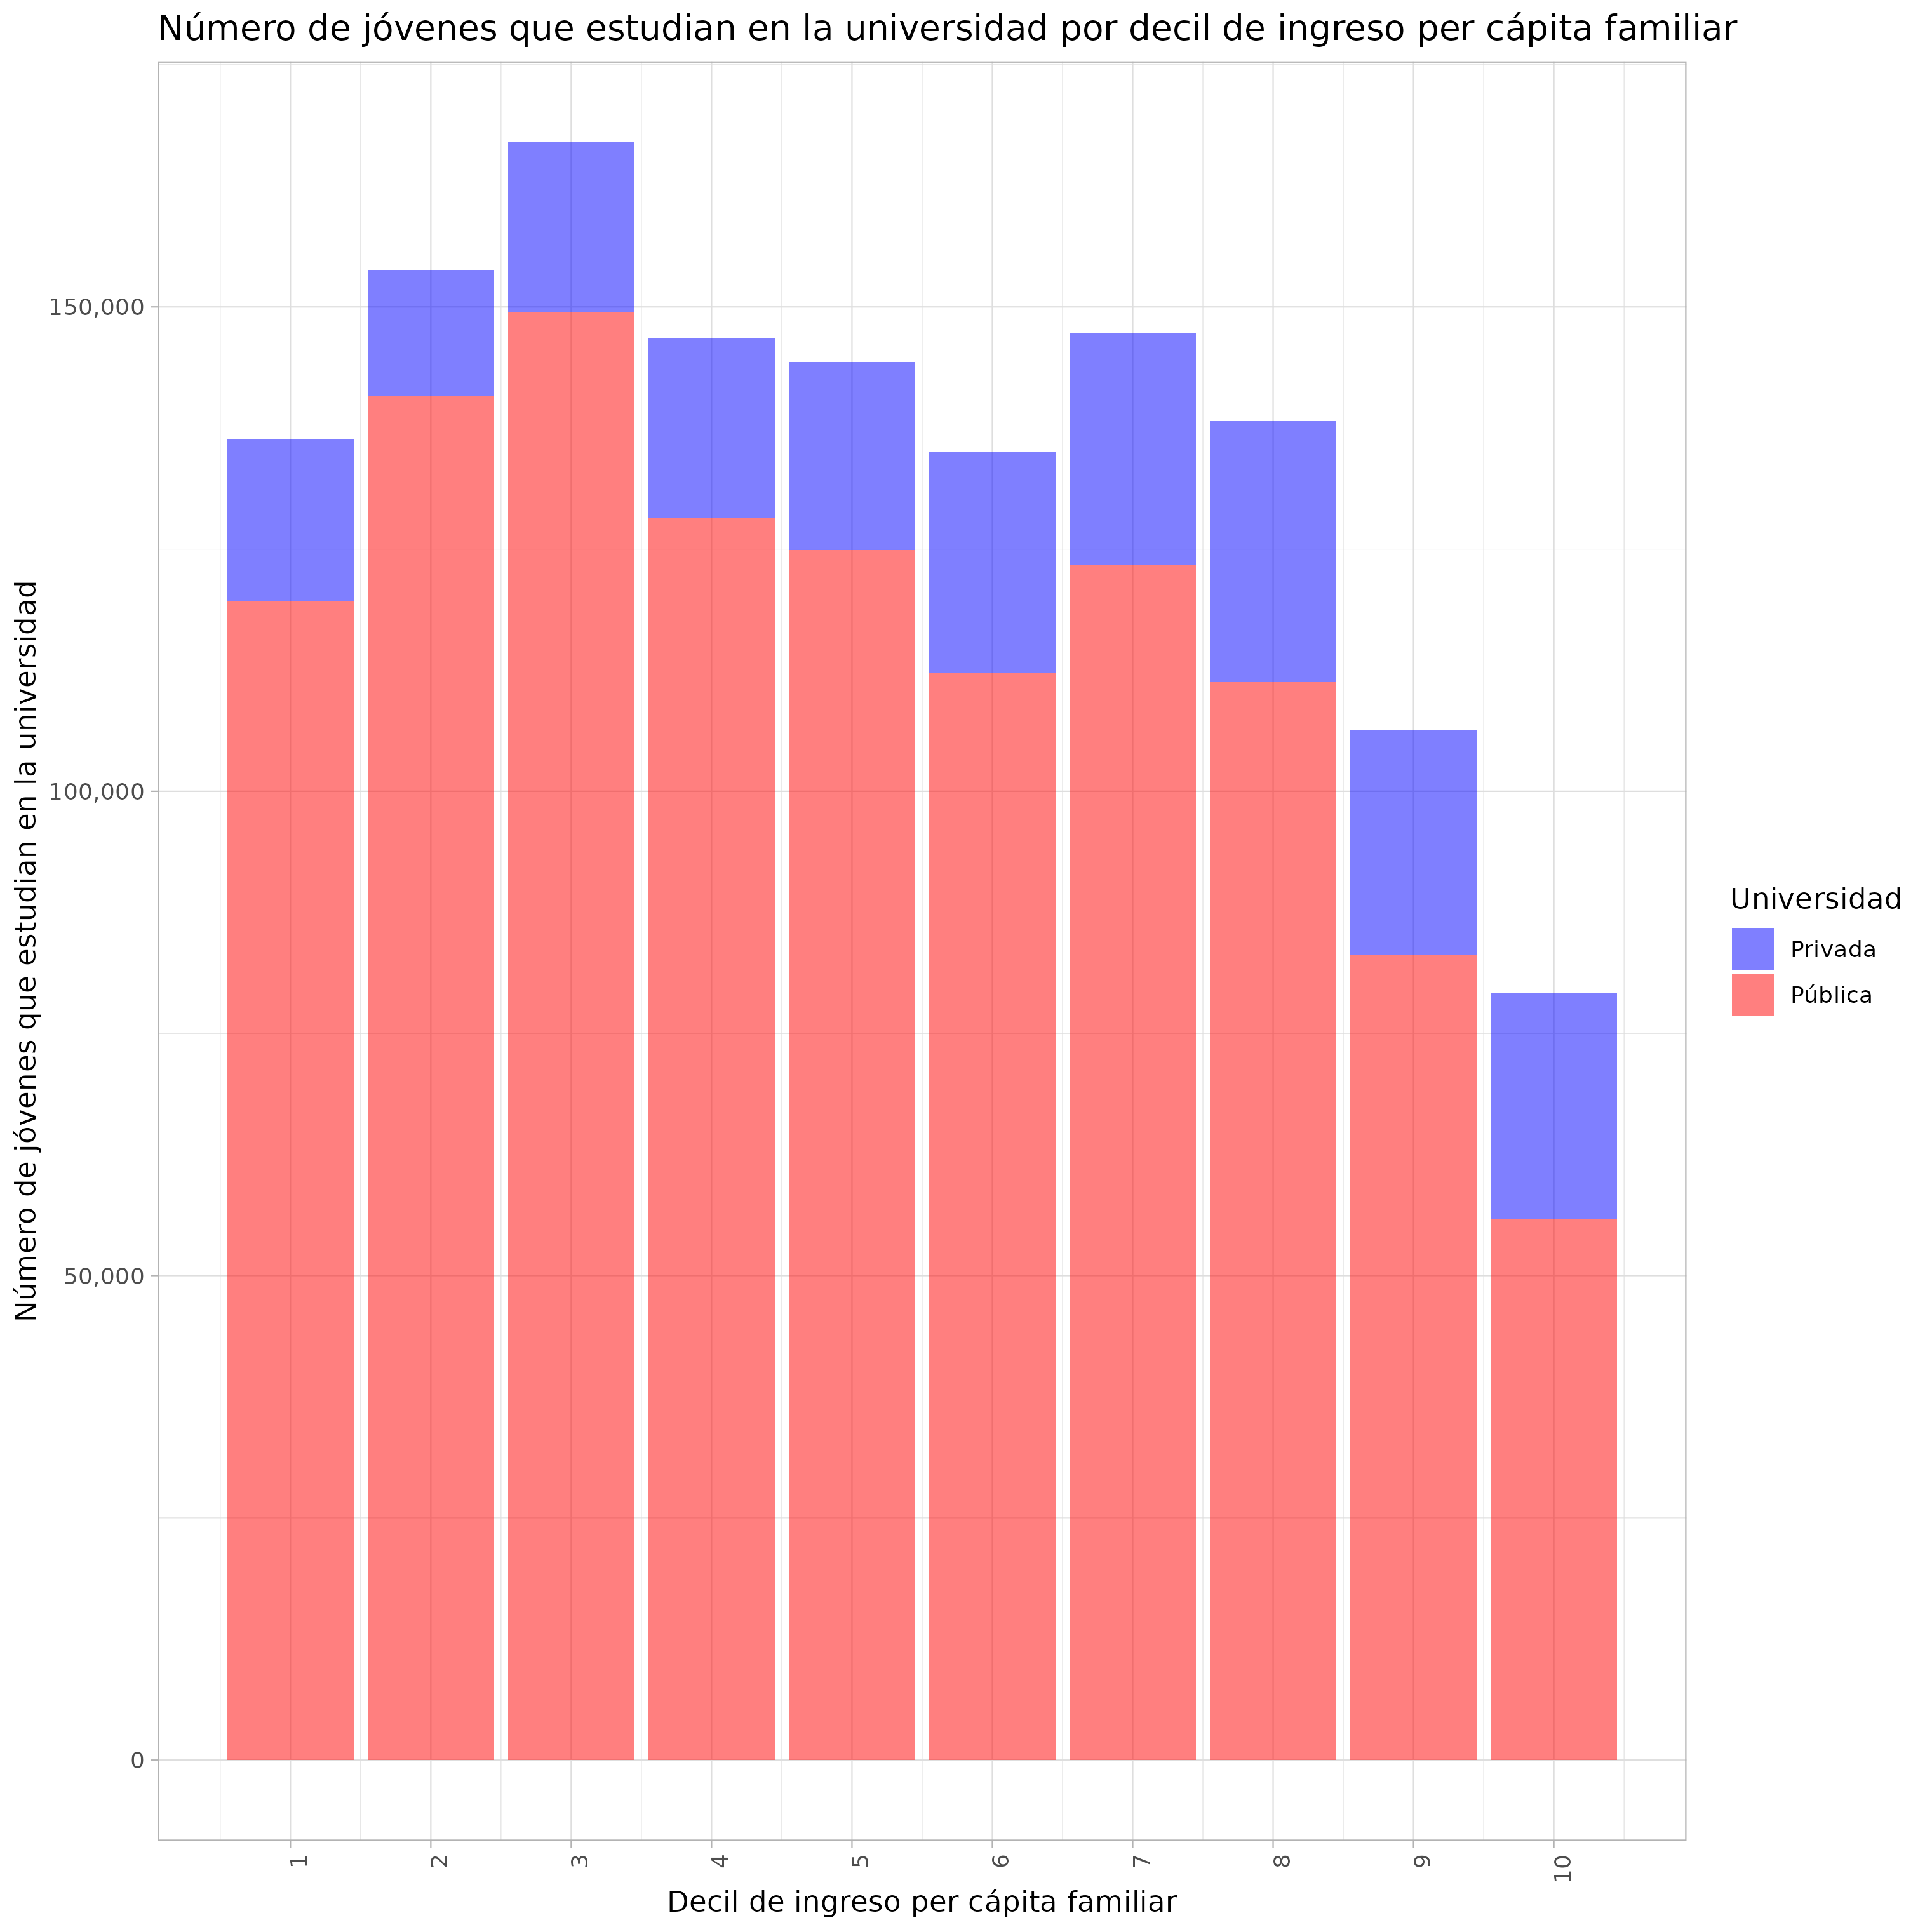 Número de jóvenes que estudian en la universidad por decil de ingreso per cápita familiar
Número de jóvenes que estudian en la universidad
150,000
100,000
50,000
0
1
2
3
4
5
6
7
8
9
10
Decil de ingreso per cápita familiar
Universidad
Privada
Pública